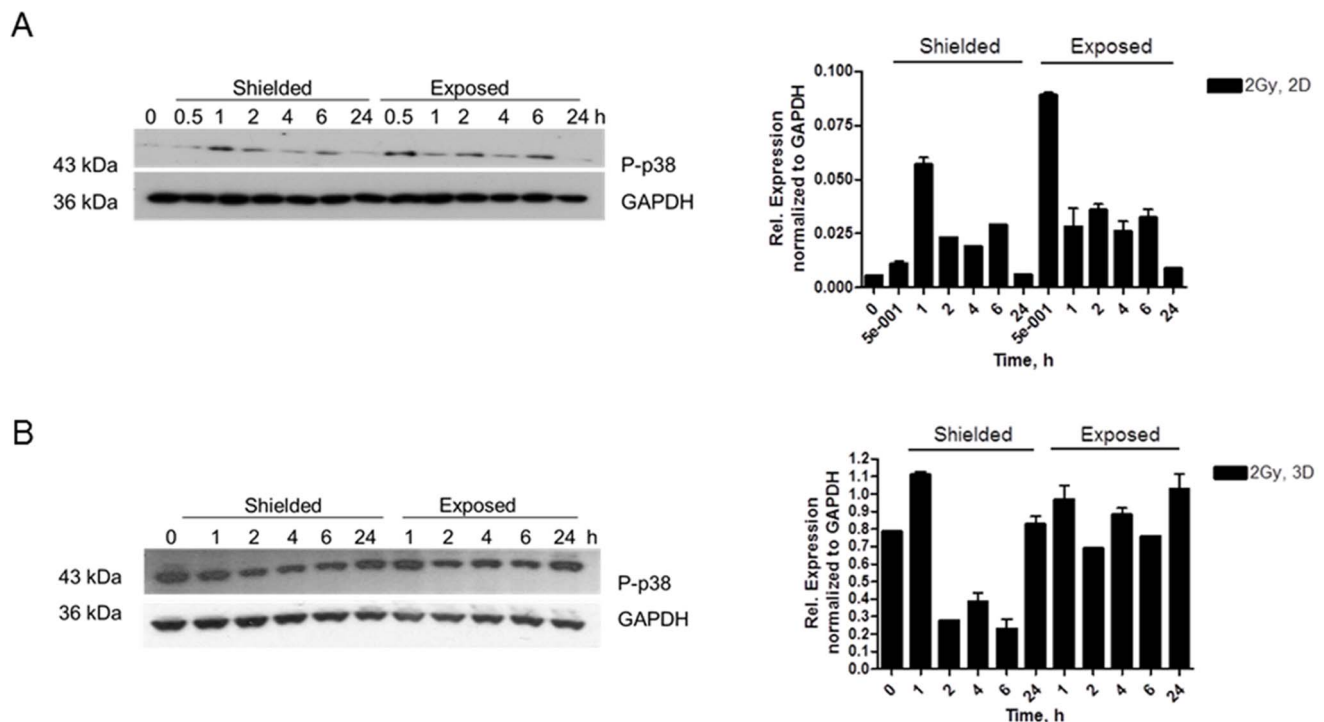 A
Shielded Exposed
0 0.5 1 2 4 6 24 0.5 1 2 4 6 24 h
43 kDa P-p38
36 kDa GAPDH
Shielded Exposed
Rel. Expression
normalized to GAPDH
0.100
0.075
0.050
0.025
0.000
0 5e-001 1 2 4 6 24 5e-001 1 2 4 6 24
Time, h
2Gy, 2D
B
Shielded Exposed
0 1 2 4 6 24 1 2 4 6 24 h
43 kDa P-p38
36 kDa GAPDH
Shielded Exposed
Rel. Expression
normalized to GAPDH
1.2
1.1
1.0
0.9
0.8
0.7
0.6
0.5
0.4
0.3
0.2
0.1
0.0
0 1 2 4 6 24 1 2 4 6 24
Time, h
2Gy, 3D